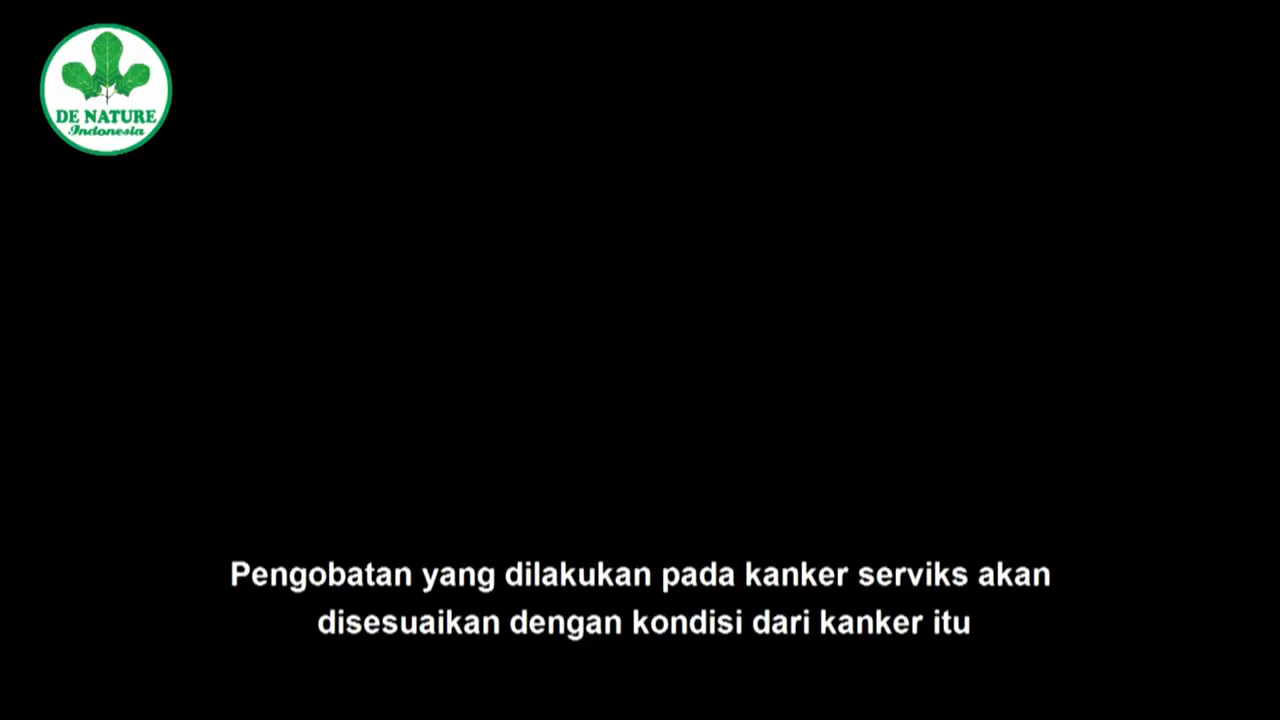 DE NATURE
Indonesia
Pengobatan yang dilakukan pada kanker serviks akan
disesuaikan dengan kondisi dari kanker itu